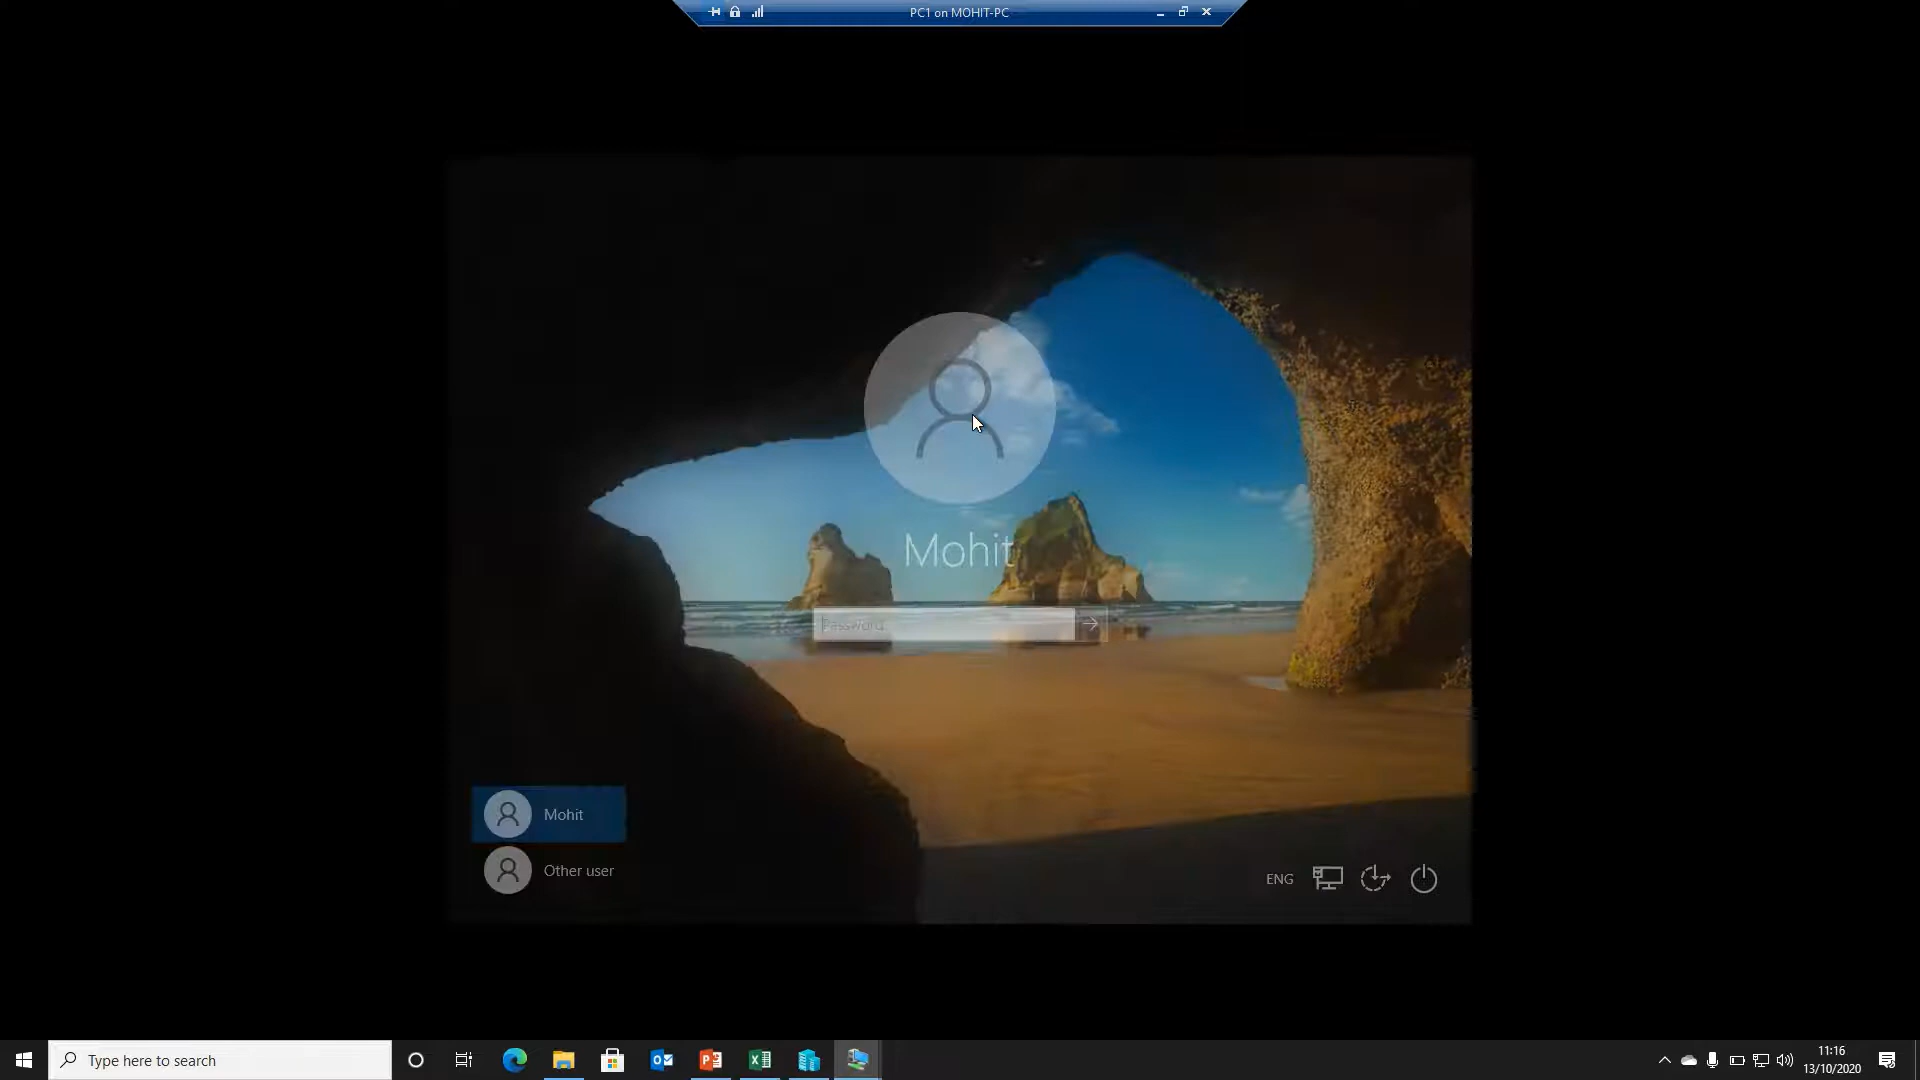 PC1 on MOHIT-PC
Mohit
Password
Mohit
Other user
ENG
Type here to search
11:16
13/10/2020